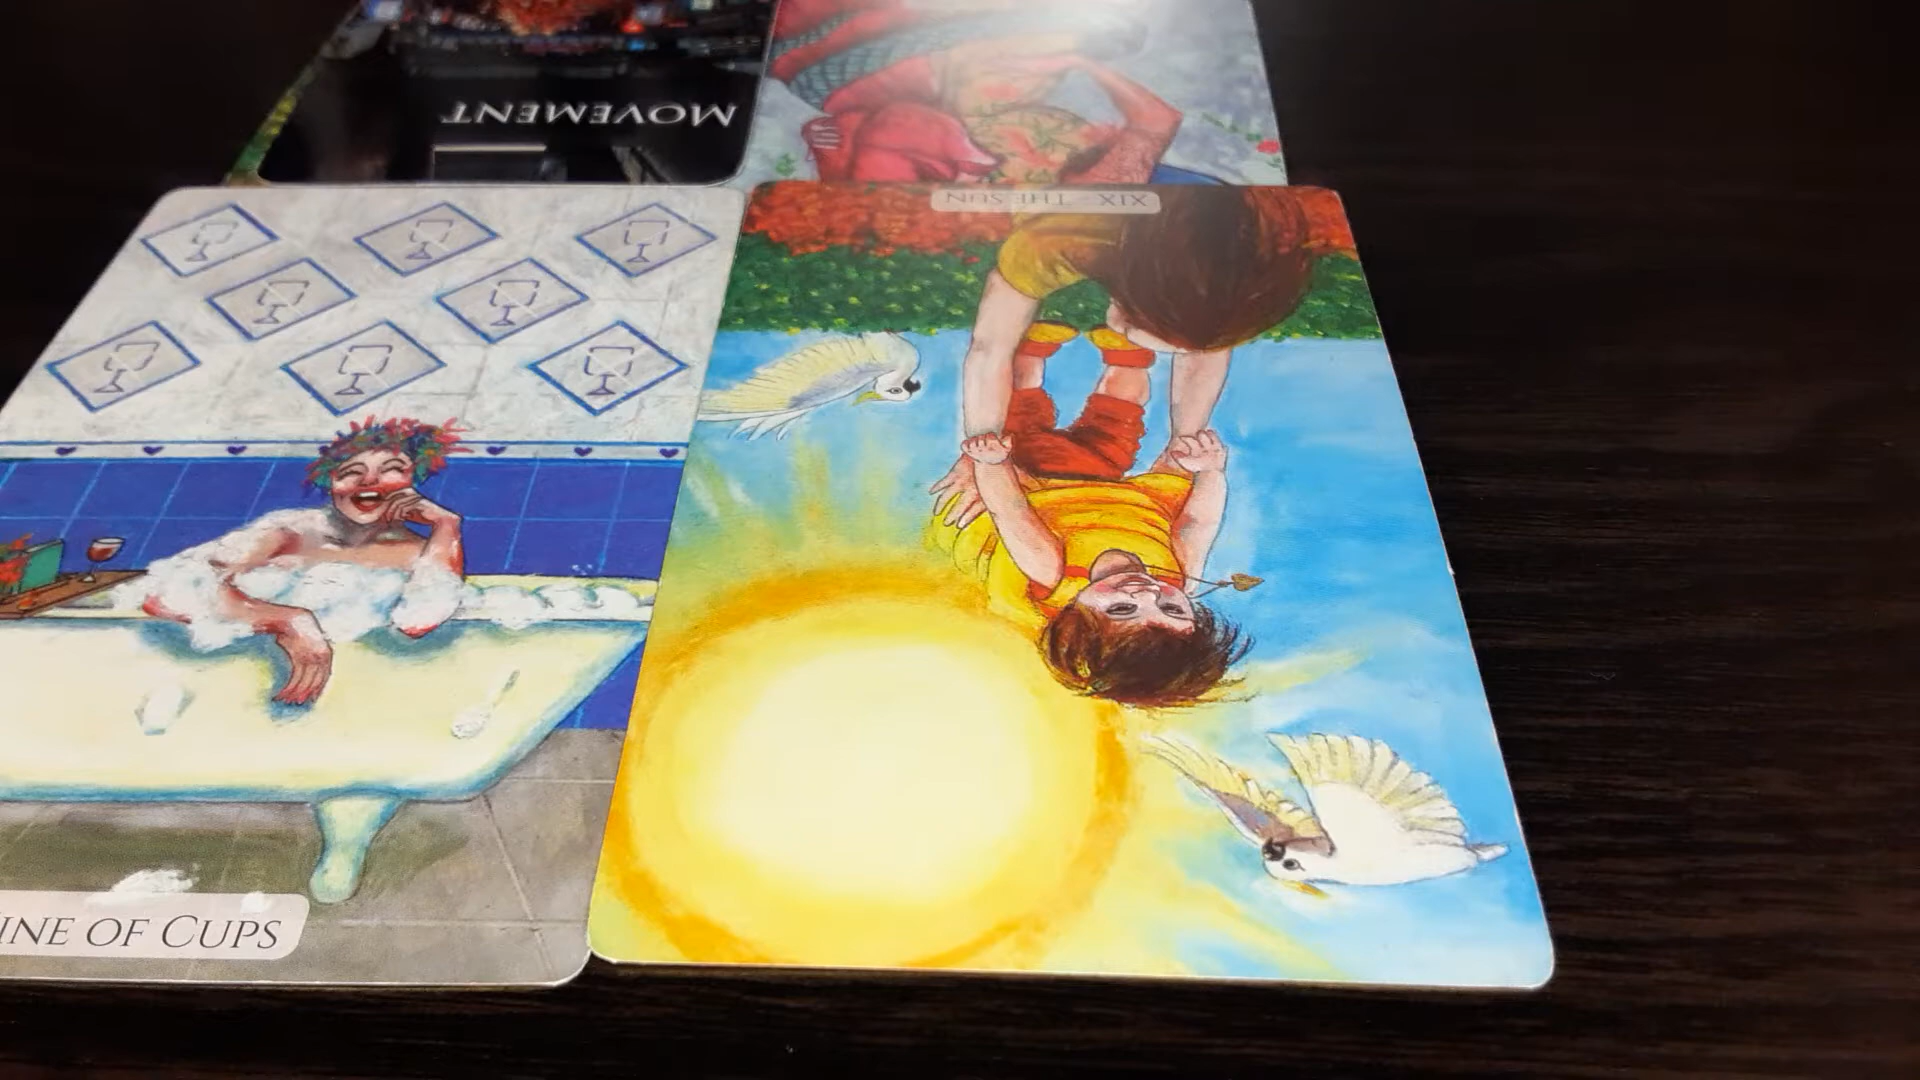 MOVEMENT
XIX - THE SUN
INE OF CUPS